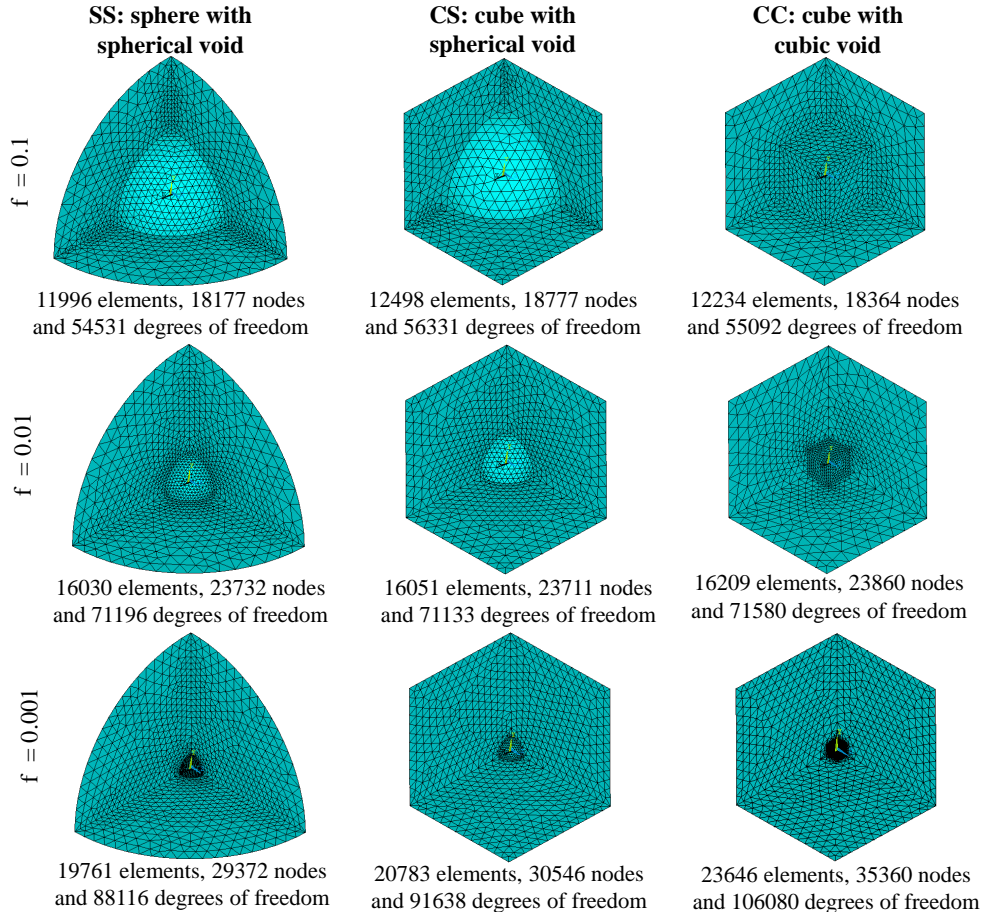 SS: sphere with
spherical void
CS: cube with
spherical void
CC: cube with
cubic void
f = 0.1
11996 elements, 18177 nodes
and 54531 degrees of freedom
12498 elements, 18777 nodes
and 56331 degrees of freedom
12234 elements, 18364 nodes
and 55092 degrees of freedom
f = 0.01
16030 elements, 23732 nodes
and 71196 degrees of freedom
16051 elements, 23711 nodes
and 71133 degrees of freedom
16209 elements, 23860 nodes
and 71580 degrees of freedom
f = 0.001
19761 elements, 29372 nodes
and 88116 degrees of freedom
20783 elements, 30546 nodes
and 91638 degrees of freedom
23646 elements, 35360 nodes
and 106080 degrees of freedom